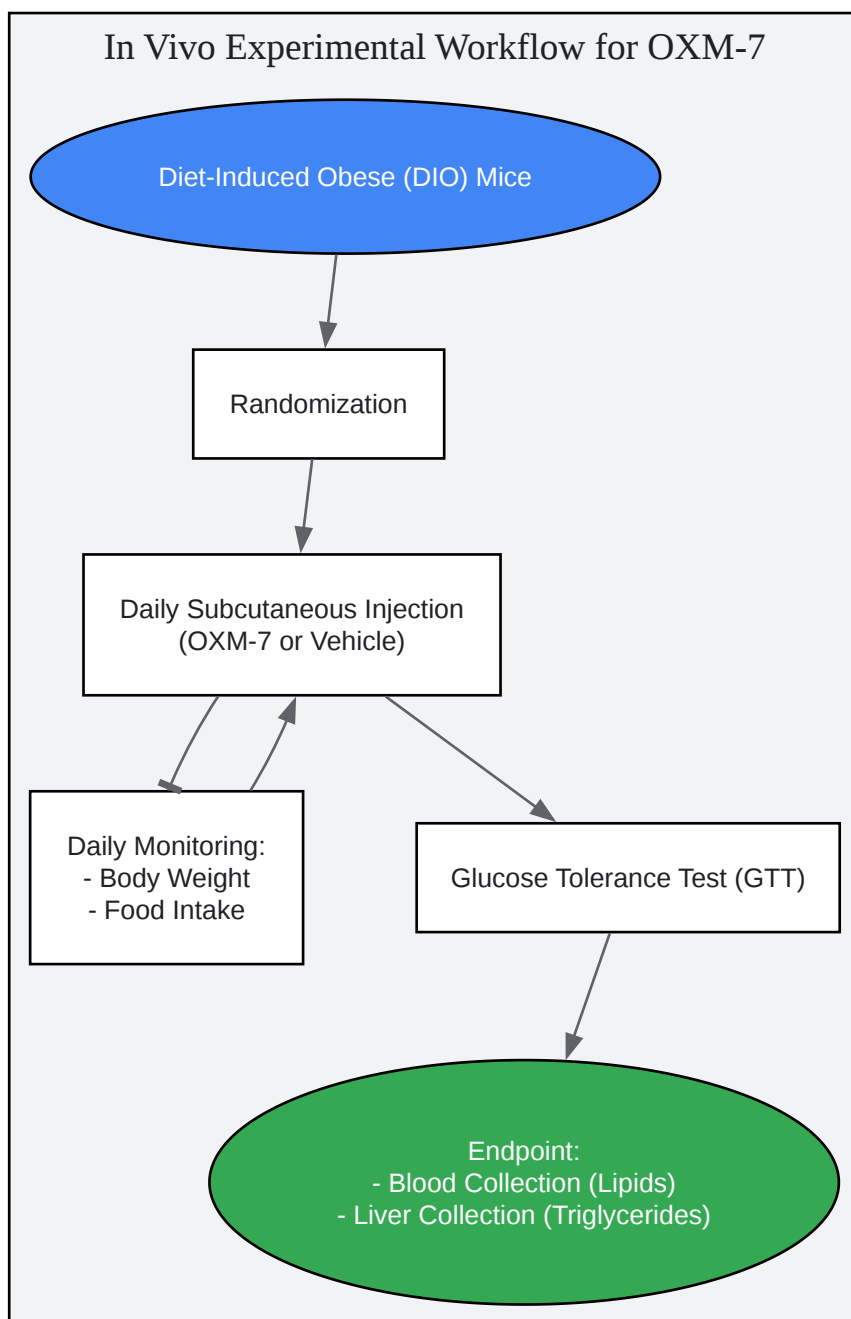 In Vivo Experimental Workflow for OXM-7
Diet-Induced Obese (DIO) Mice
Randomization
Daily Subcutaneous Injection
(OXM-7 or Vehicle)
Daily Monitoring:
- Body Weight
- Food Intake
Glucose Tolerance Test (GTT)
Endpoint:
- Blood Collection (Lipids)
- Liver Collection (Triglycerides)